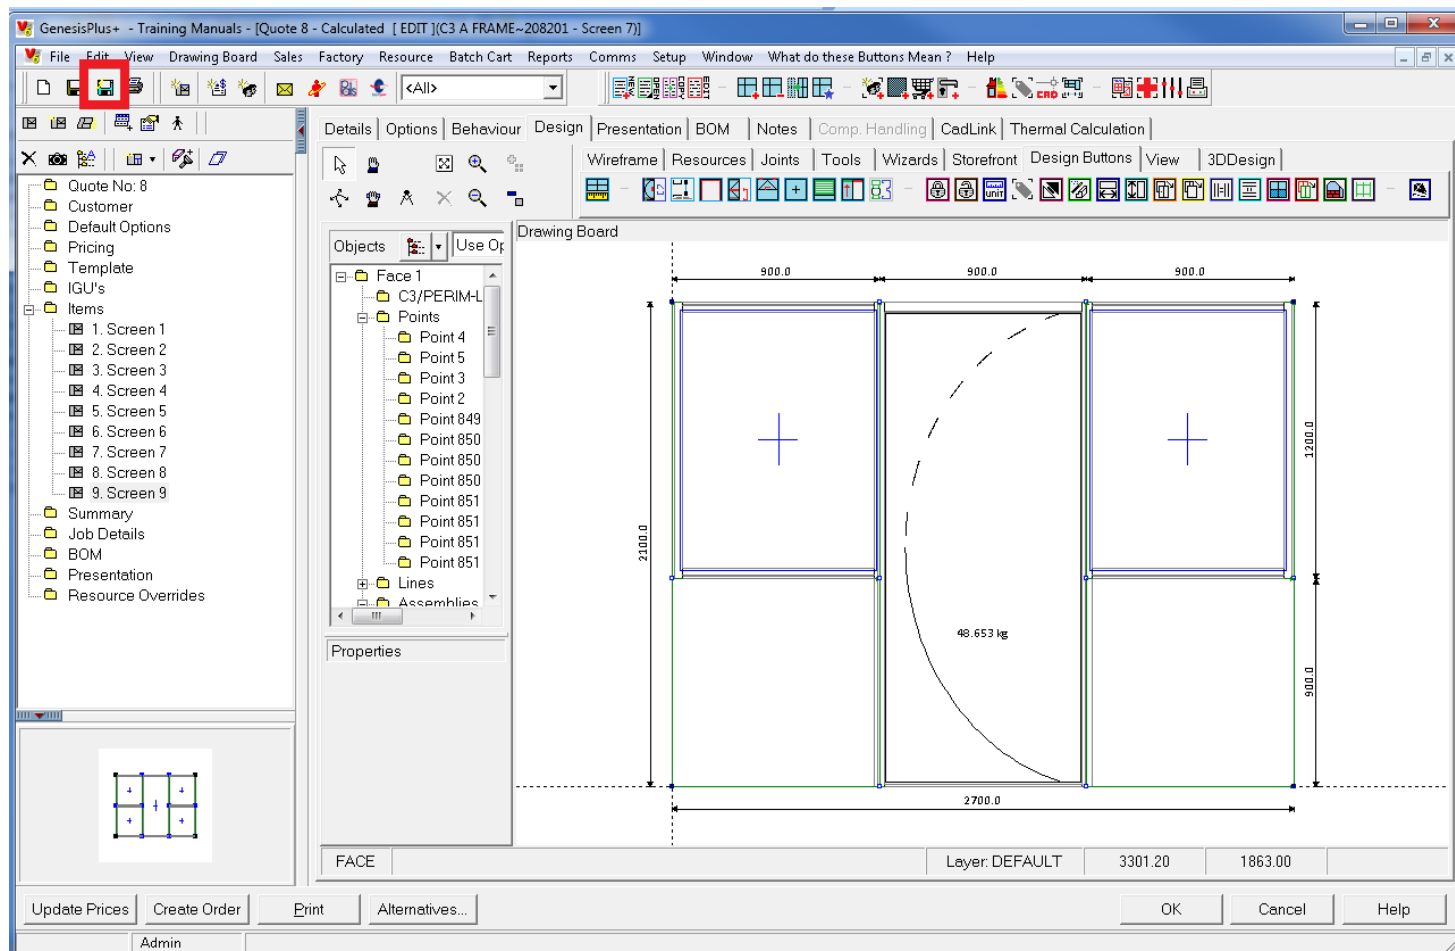 GenesisPlus+ - Training Manuals - [Quote 8 - Calculated [ EDIT ](C3 A FRAME~208201 - Screen 7)]
File Edit View Drawing Board Sales Factory Resource Batch Cart Reports Comms Setup Window What do these Buttons Mean ? Help
<All>
Details Options Behaviour Design Presentation BOM Notes Comp. Handling CadLink Thermal Calculation
Wireframe Resources Joints Tools Wizards Storefront Design Buttons View 3DDesign
unit
Quote No: 8
Customer
Default Options
Pricing
Template
IGU's
Items
1. Screen 1
2. Screen 2
3. Screen 3
4. Screen 4
5. Screen 5
6. Screen 6
7. Screen 7
8. Screen 8
9. Screen 9
Summary
Job Details
BOM
Presentation
Resource Overrides
Objects Use Op
Face 1
C3/PERIM-L
Points
Point 4
Point 5
Point 3
Point 2
Point 849
Point 850
Point 850
Point 850
Point 851
Point 851
Point 851
Point 851
Lines
Assemblies
Properties
Drawing Board
900.0 900.0 900.0
2100.0
1200.0
48.653 kg
900.0
2700.0
FACE Layer: DEFAULT 3301.20 1863.00
Update Prices Create Order Print Alternatives... OK Cancel Help
Admin